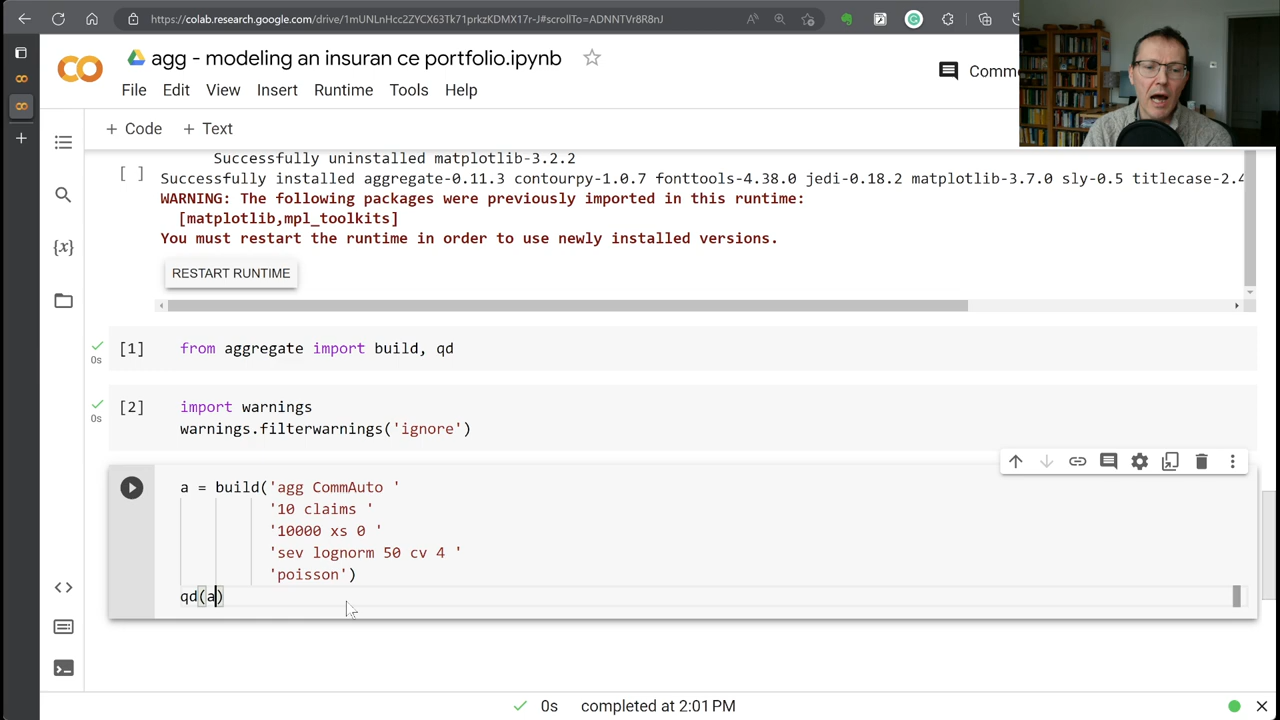 https://colab.research.google.com/drive/1mUNLnHcc2ZYCX63Tk71prkzKDMX17r-J#scrollTo=ADNNTVr8R8nJ
agg - modeling an insuran ce portfolio.ipynb
Comme
File Edit View Insert Runtime Tools Help
+ Code + Text
Successfully uninstalled matplotlib-3.2.2
[ ] Successfully installed aggregate-0.11.3 contourpy-1.0.7 fonttools-4.38.0 jedi-0.18.2 matplotlib-3.7.0 sly-0.5 titlecase-2.4
WARNING: The following packages were previously imported in this runtime:
[matplotlib,mpl_toolkits]
You must restart the runtime in order to use newly installed versions.
RESTART RUNTIME
{x}
0s [1] from aggregate import build, qd
0s [2] import warnings
warnings.filterwarnings('ignore')
a = build('agg CommAuto '
'10 claims '
'10000 xs 0 '
'sev lognorm 50 cv 4 '
'poisson')
qd(a)
0s completed at 2:01 PM